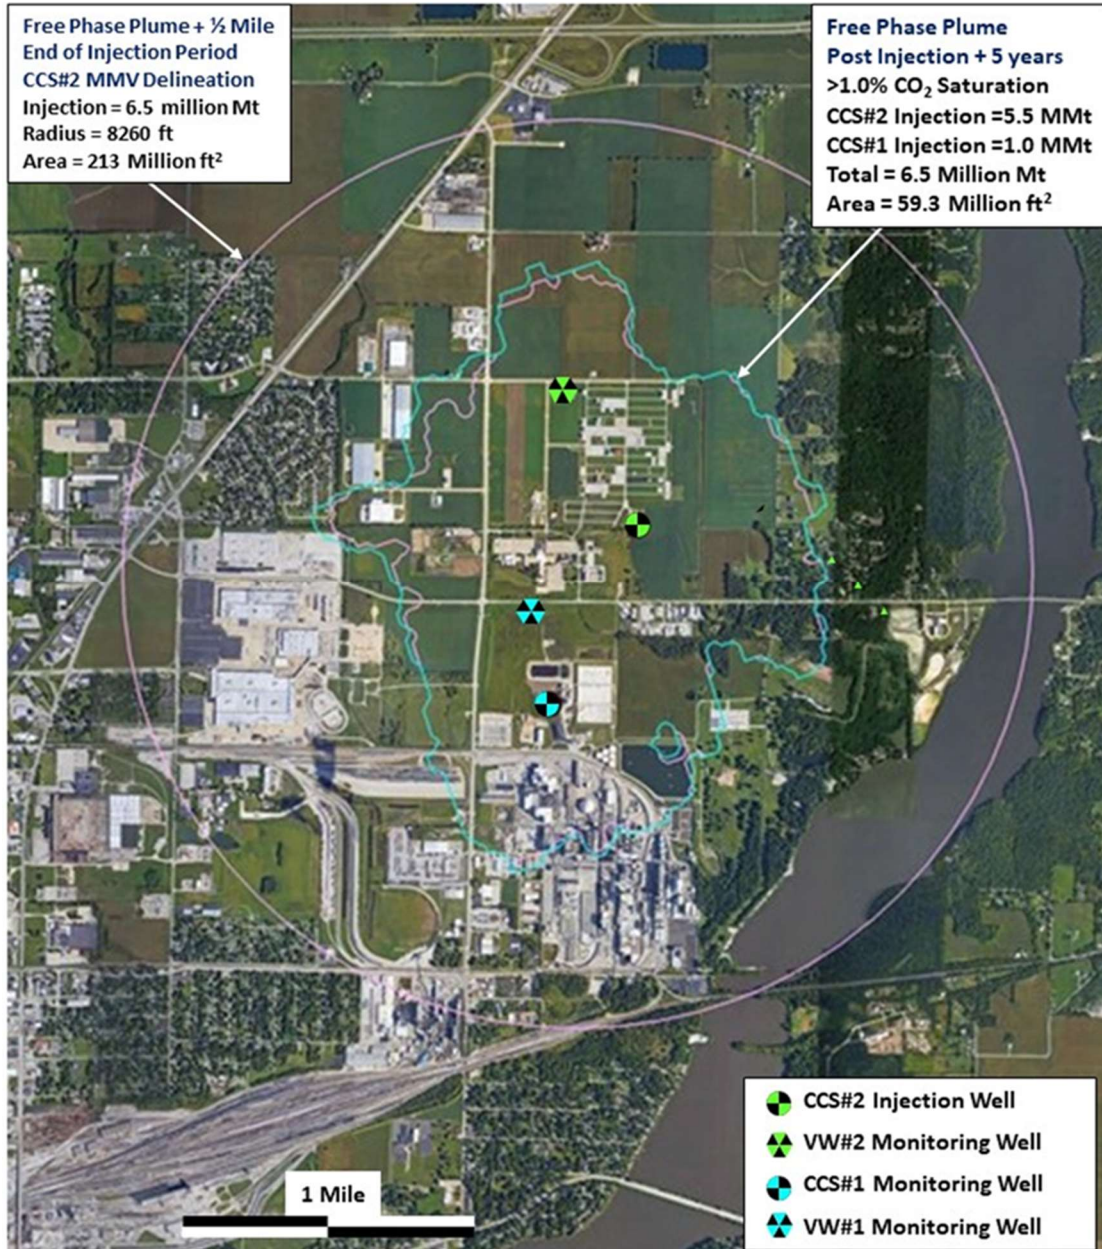 Free Phase Plume + ½ Mile
End of Injection Period
CCS#2 MMV Delineation
Injection = 6.5 million Mt
Radius = 8260 ft
Area = 213 Million ft²
Free Phase Plume
Post Injection + 5 years
>1.0% CO₂ Saturation
CCS#2 Injection =5.5 MMt
CCS#1 Injection =1.0 MMt
Total = 6.5 Million Mt
Area = 59.3 Million ft²
1 Mile
CCS#2 Injection Well
VW#2 Monitoring Well
CCS#1 Monitoring Well
VW#1 Monitoring Well